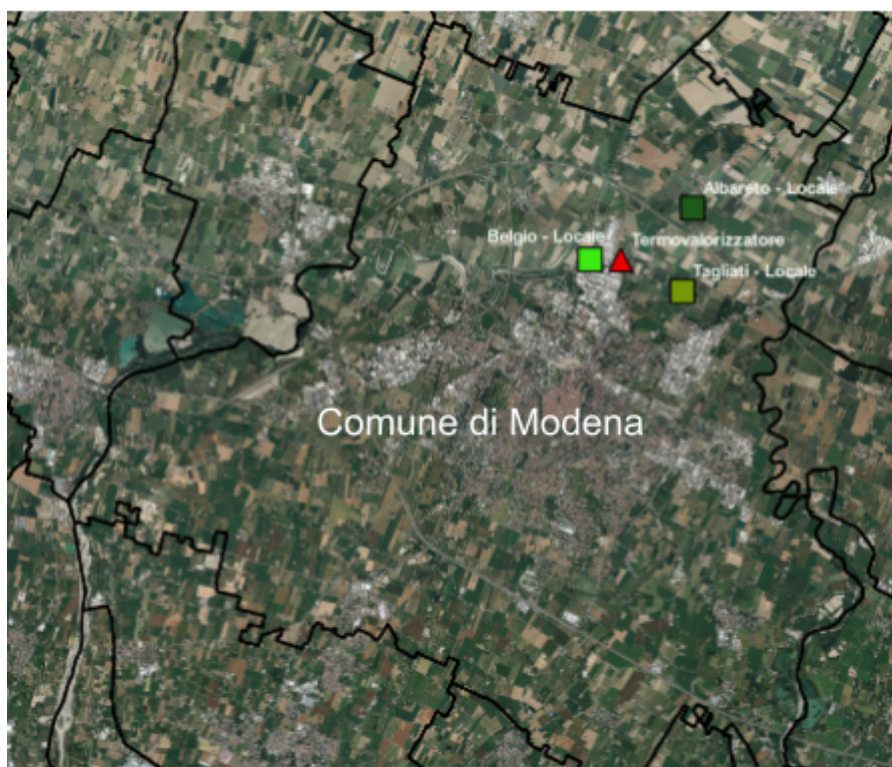 Albareto - Locale
Belgio - Locale
Termovalorizzatore
Tagliati - Locale
Comune di Modena